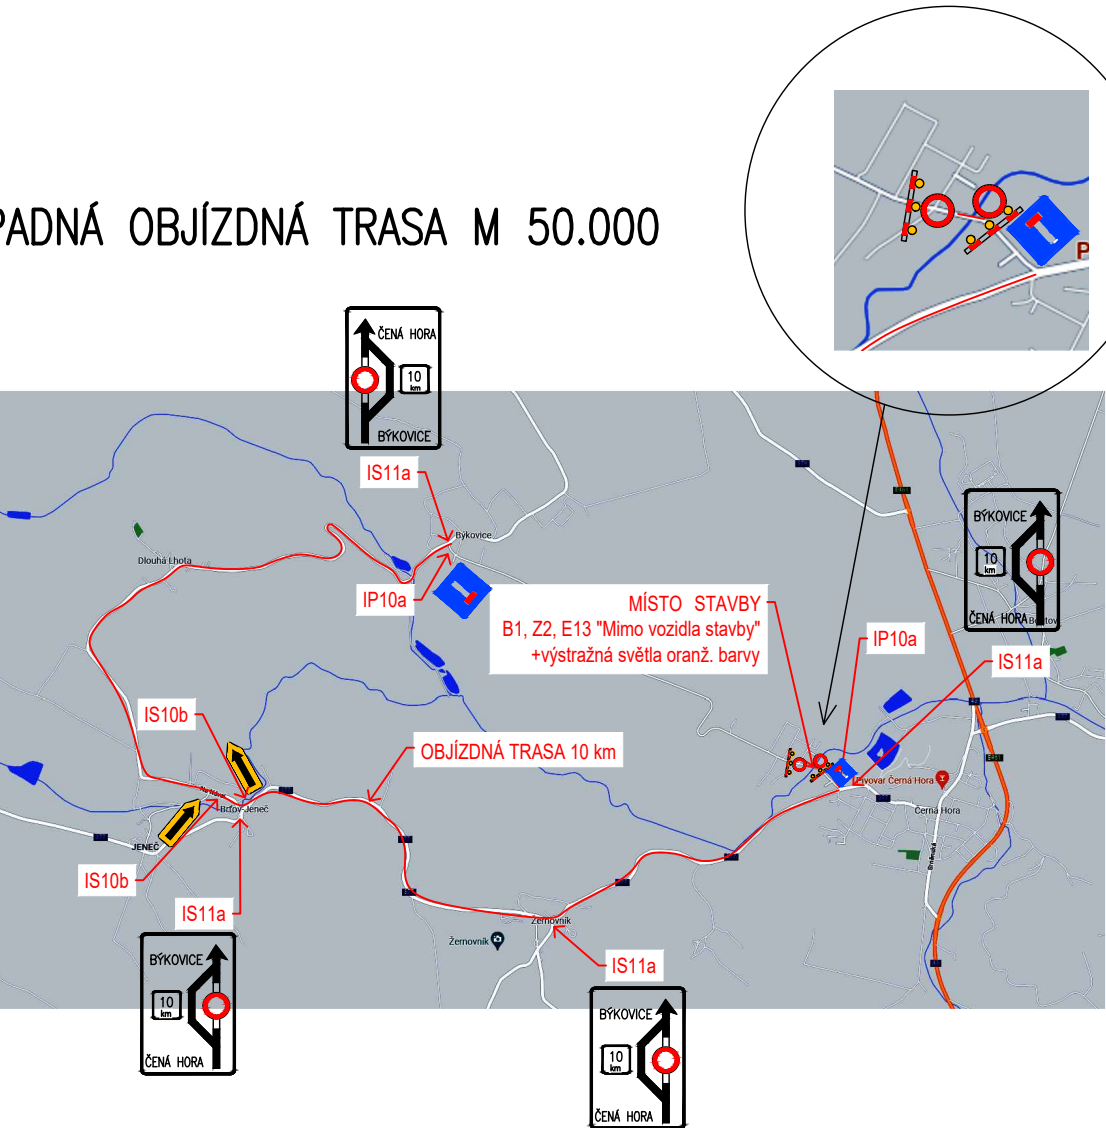 PADNÁ OBJÍZDNÁ TRASA M 50.000
P
ČENÁ HORA
10
km
BÝKOVICE
IS11a
Býkovice
Dlouhá Lhota
IP10a
MÍSTO STAVBY
B1, Z2, E13 "Mimo vozidla stavby"
+výstražná světla oranž. barvy
BÝKOVICE
10
km
ČENÁ HORA
IP10a
IS11a
IS10b
OBJÍZDNÁ TRASA 10 km
Pivovar Černá Hora
Černá Hora
Brněnská
Na Návsi
Brťov-Jeneč
JENEČ
IS10b
IS11a
Žernovník
Žernovník
IS11a
BÝKOVICE
10
km
ČENÁ HORA
BÝKOVICE
10
km
ČENÁ HORA